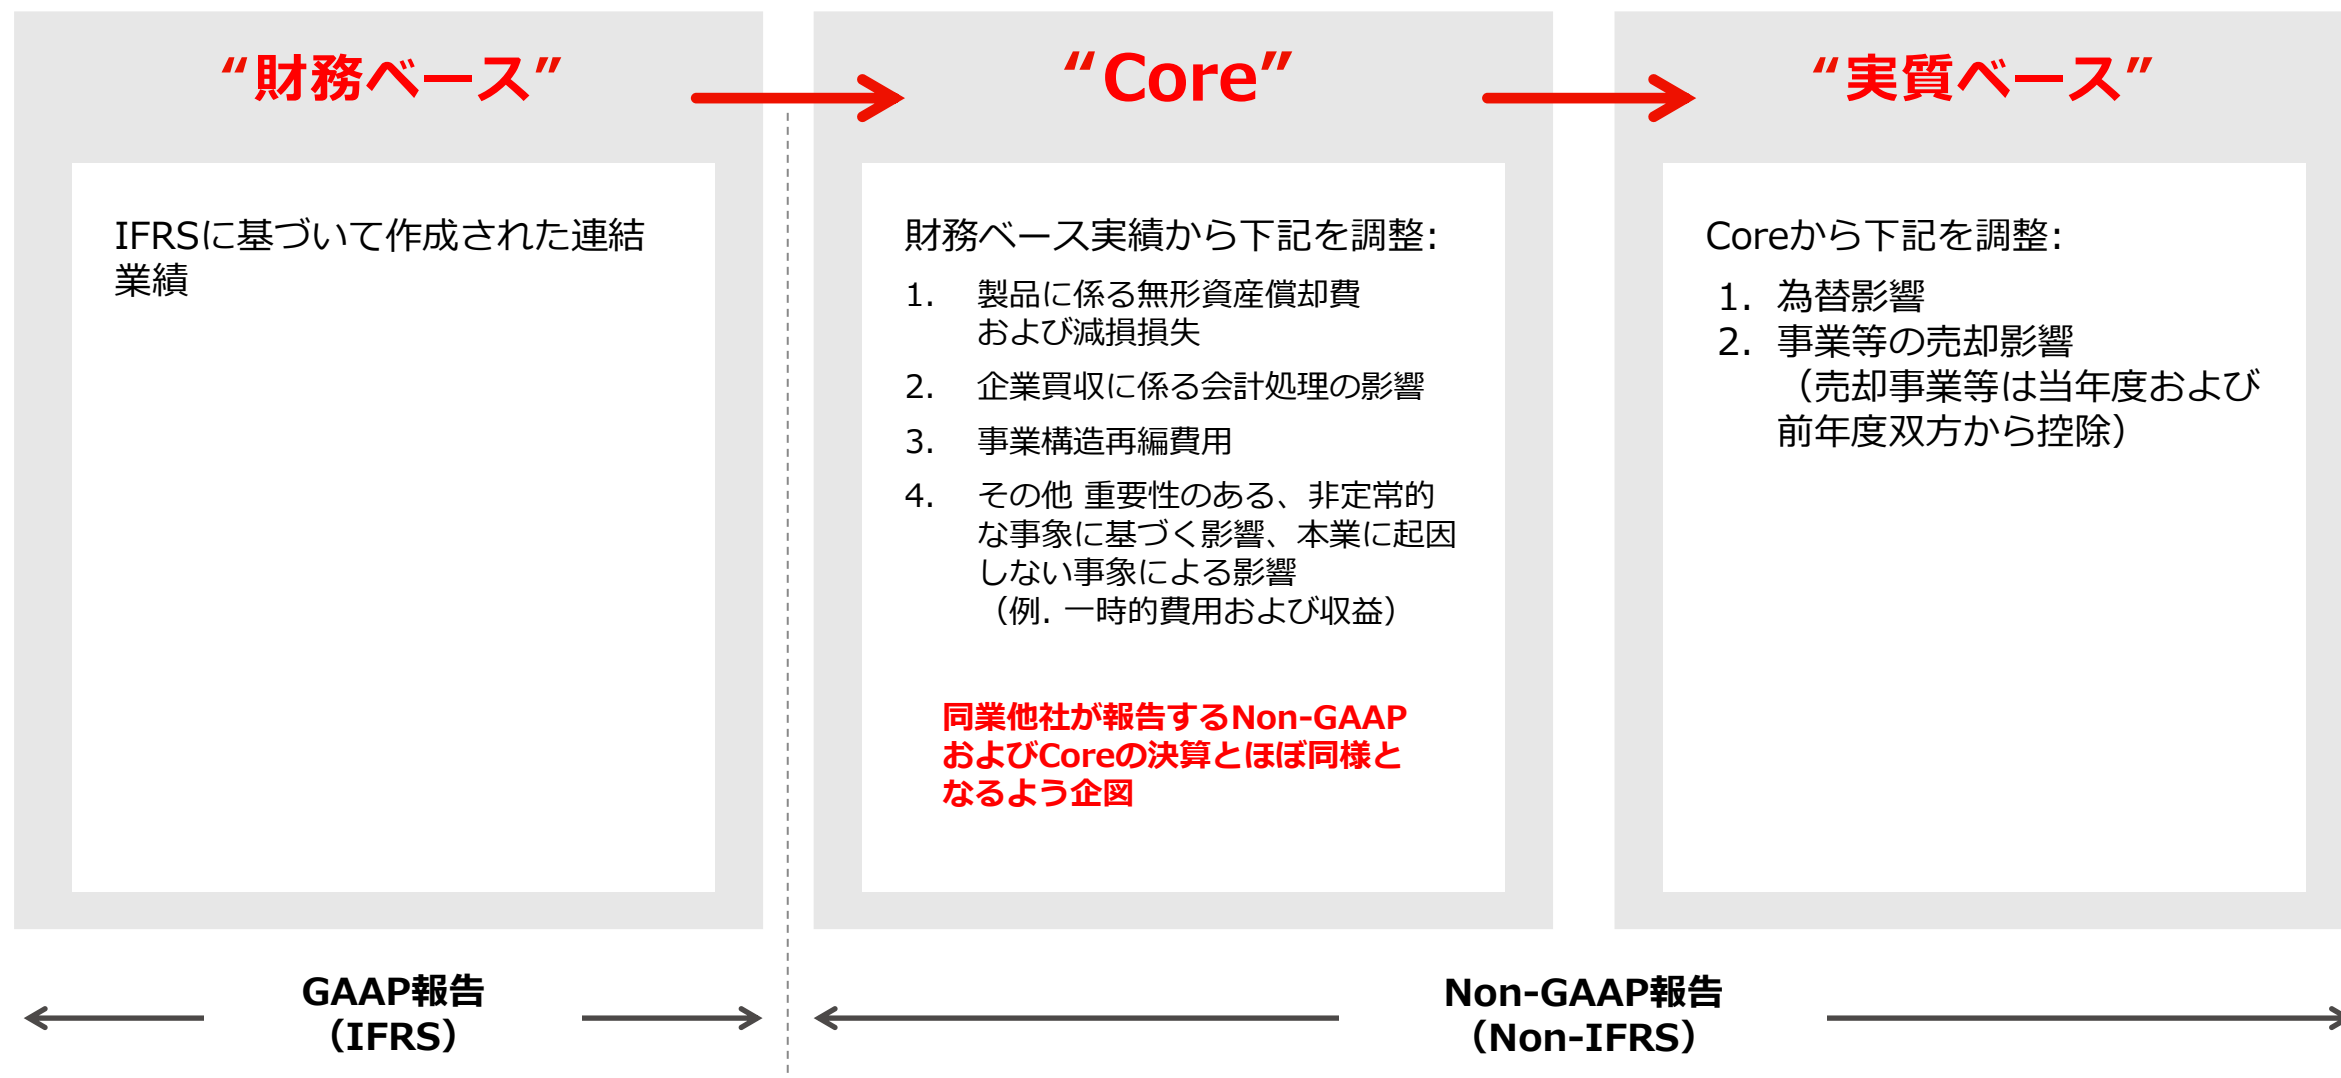 “財務ベース”
IFRSに基づいて作成された連結
業績
“Core”
財務ベース実績から下記を調整:
1. 製品に係る無形資産償却費
および減損損失
2. 企業買収に係る会計処理の影響
3. 事業構造再編費用
4. その他 重要性のある、非定常的
な事象に基づく影響、本業に起因
しない事象による影響
（例. 一時的費用および収益）
同業他社が報告するNon-GAAP
およびCoreの決算とほぼ同様と
なるよう企図
“実質ベース”
Coreから下記を調整:
1. 為替影響
2. 事業等の売却影響
（売却事業等は当年度および
前年度双方から控除）
GAAP報告
（IFRS）
Non-GAAP報告
（Non-IFRS）